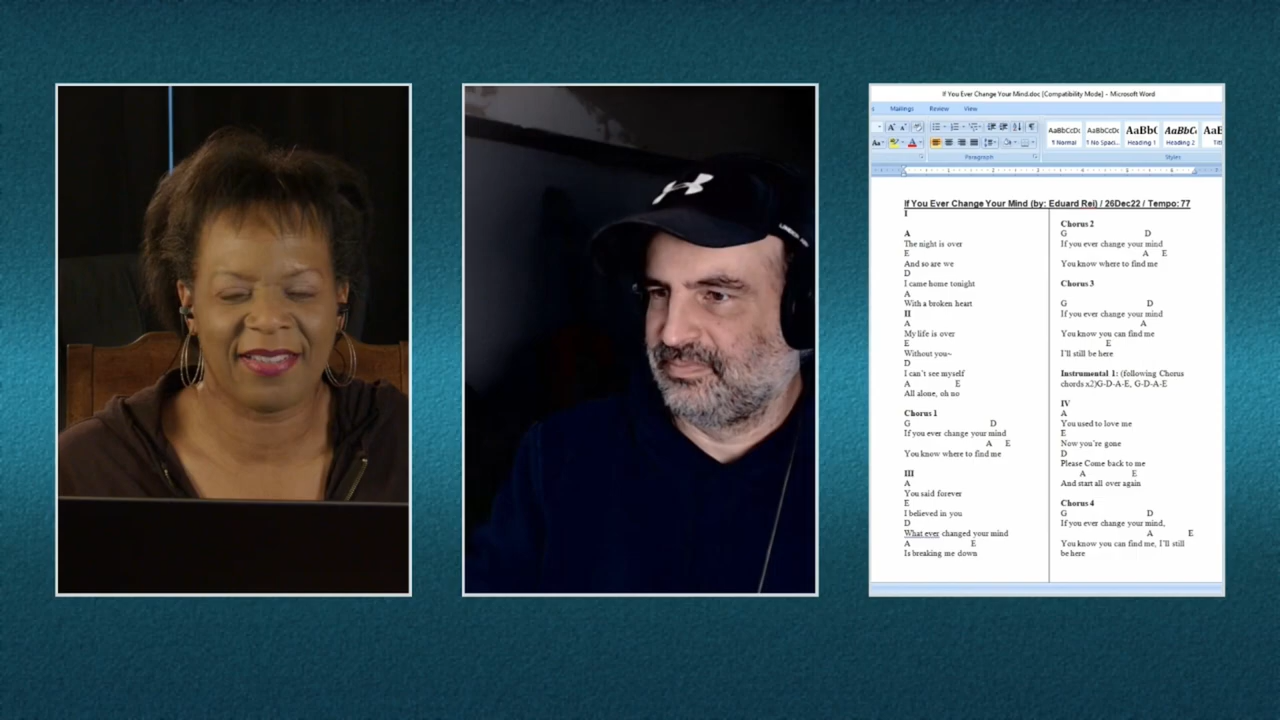 If You Ever Change Your Mind.doc [Compatibility Mode] - Microsoft Word
Mailings Review View
AaBbCcDc AaBbCcDc AaBbC AaBbC AaB
¶ Normal ¶ No Spaci... Heading 1 Heading 2
Paragraph Styles
If You Ever Change Your Mind (by: Eduard Rei) / 26Dec22 / Tempo: 77
I
A
The night is over
E
And so are we
D
I came home tonight
A
With a broken heart
II
A
My life is over
E
Without you~
D
I can't see myself
A E
All alone, oh no
Chorus 1
G D
If you ever change your mind
A E
You know where to find me
III
A
You said forever
E
I believed in you
D
What ever changed your mind
A E
Is breaking me down
Chorus 2
G D
If you ever change your mind
A E
You know where to find me
Chorus 3
G D
If you ever change your mind
A
You know you can find me
E
I'll still be here
Instrumental 1: (following Chorus
chords x2)G-D-A-E, G-D-A-E
IV
A
You used to love me
E
Now you're gone
D
Please Come back to me
A E
And start all over again
Chorus 4
G D
If you ever change your mind,
A E
You know you can find me, I'll still
be here